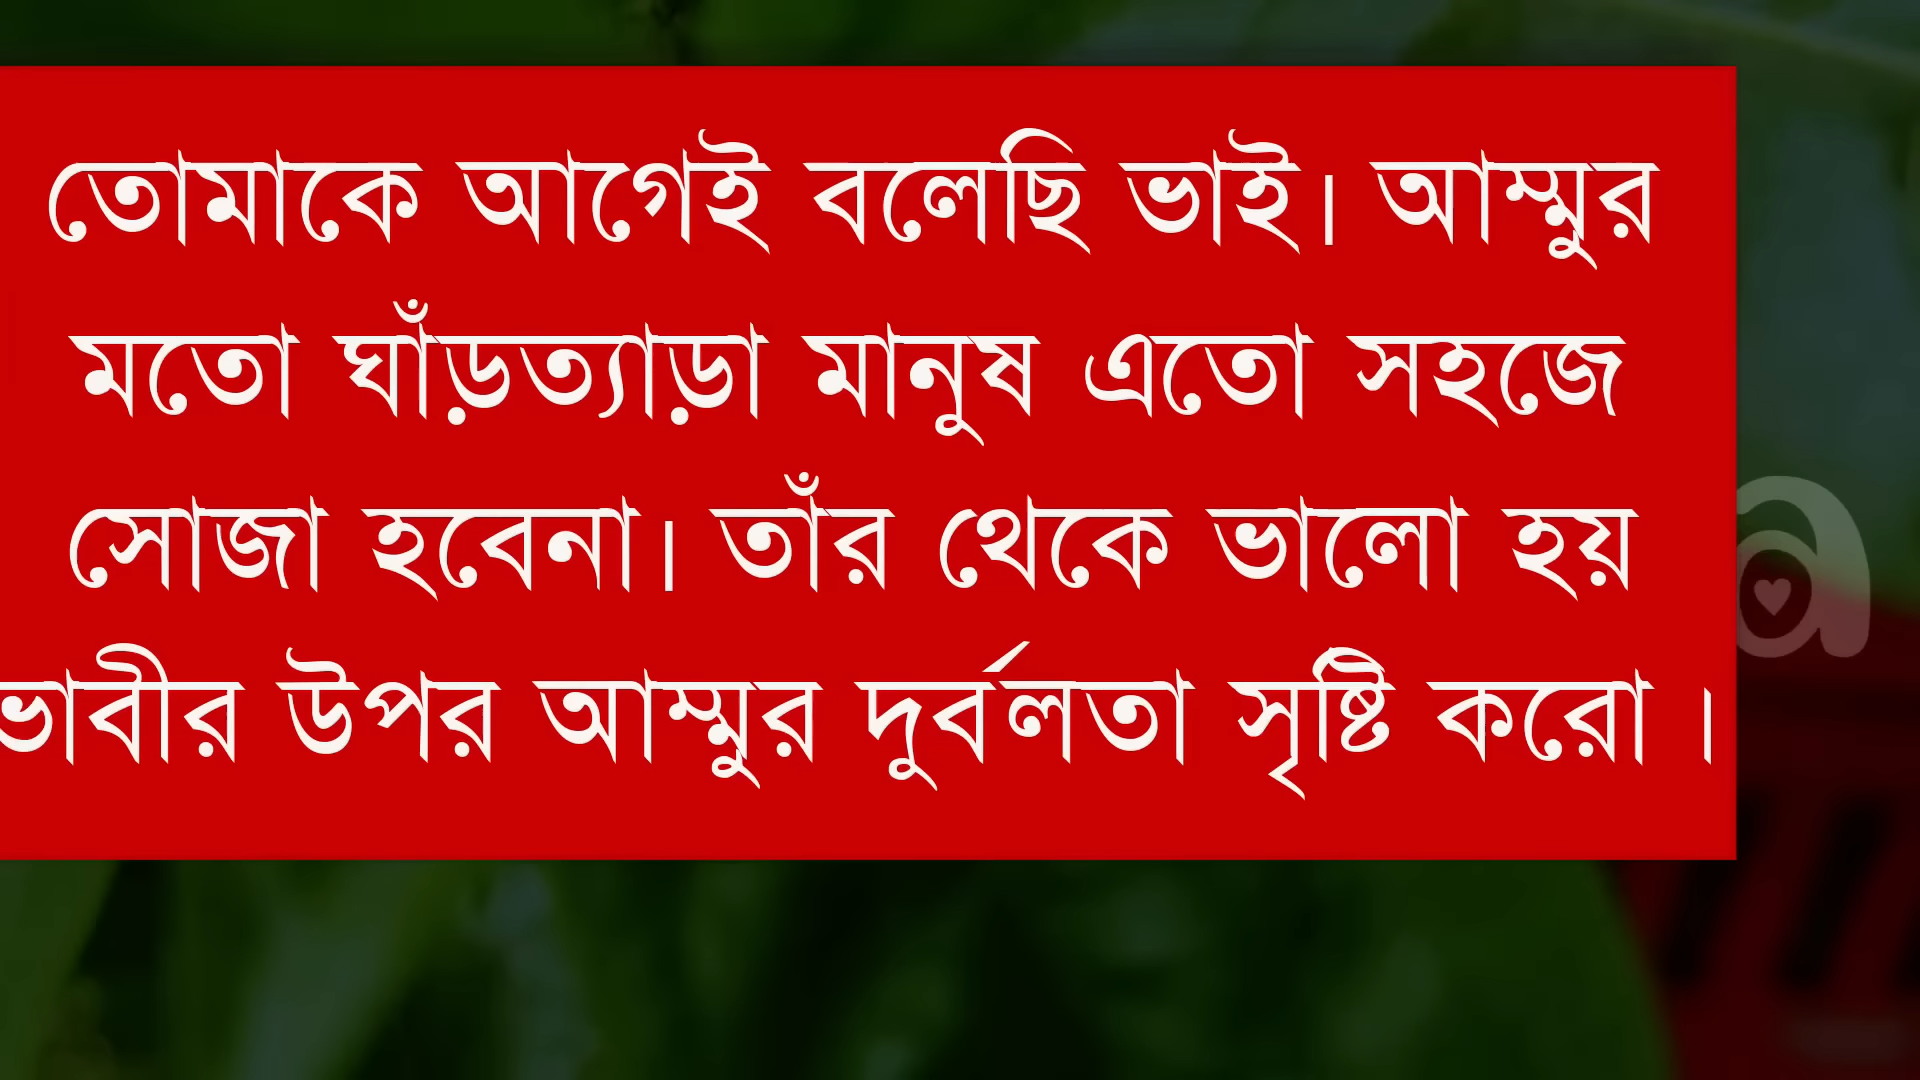 তোমাকে আগেই বলেছি ভাই। আম্মুর
মতো ঘাঁড়ত্যাড়া মানুষ এতো সহজে
সোজা হবেনা। তাঁর থেকে ভালো হয়
ভাবীর উপর আম্মুর দুর্বলতা সৃষ্টি করো ।
a